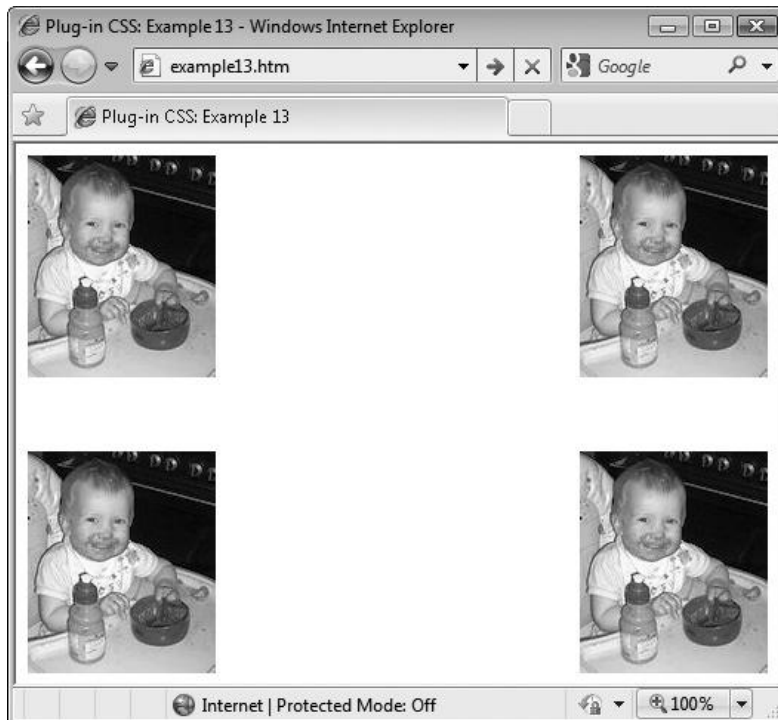 Plug-in CSS: Example 13 - Windows Internet Explorer
example13.htm
Google
Plug-in CSS: Example 13
Internet | Protected Mode: Off
100%